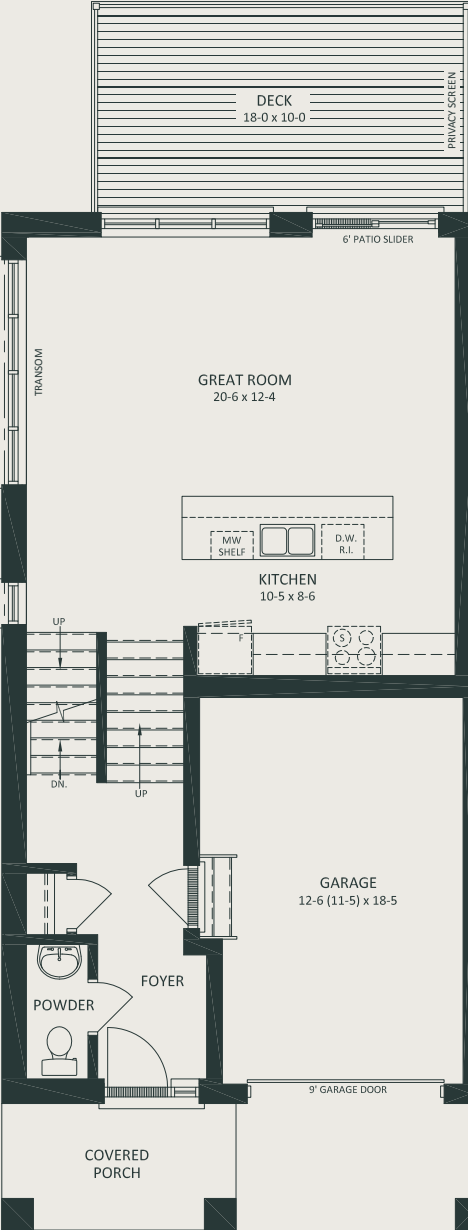 DECK
18-0 x 10-0
PRIVACY SCREEN
6' PATIO SLIDER
TRANSOM
GREAT ROOM
20-6 x 12-4
MW
SHELF
D.W.
R.I.
KITCHEN
10-5 x 8-6
UP
F
S
DN.
UP
GARAGE
12-6 (11-5) x 18-5
FOYER
POWDER
9' GARAGE DOOR
COVERED
PORCH